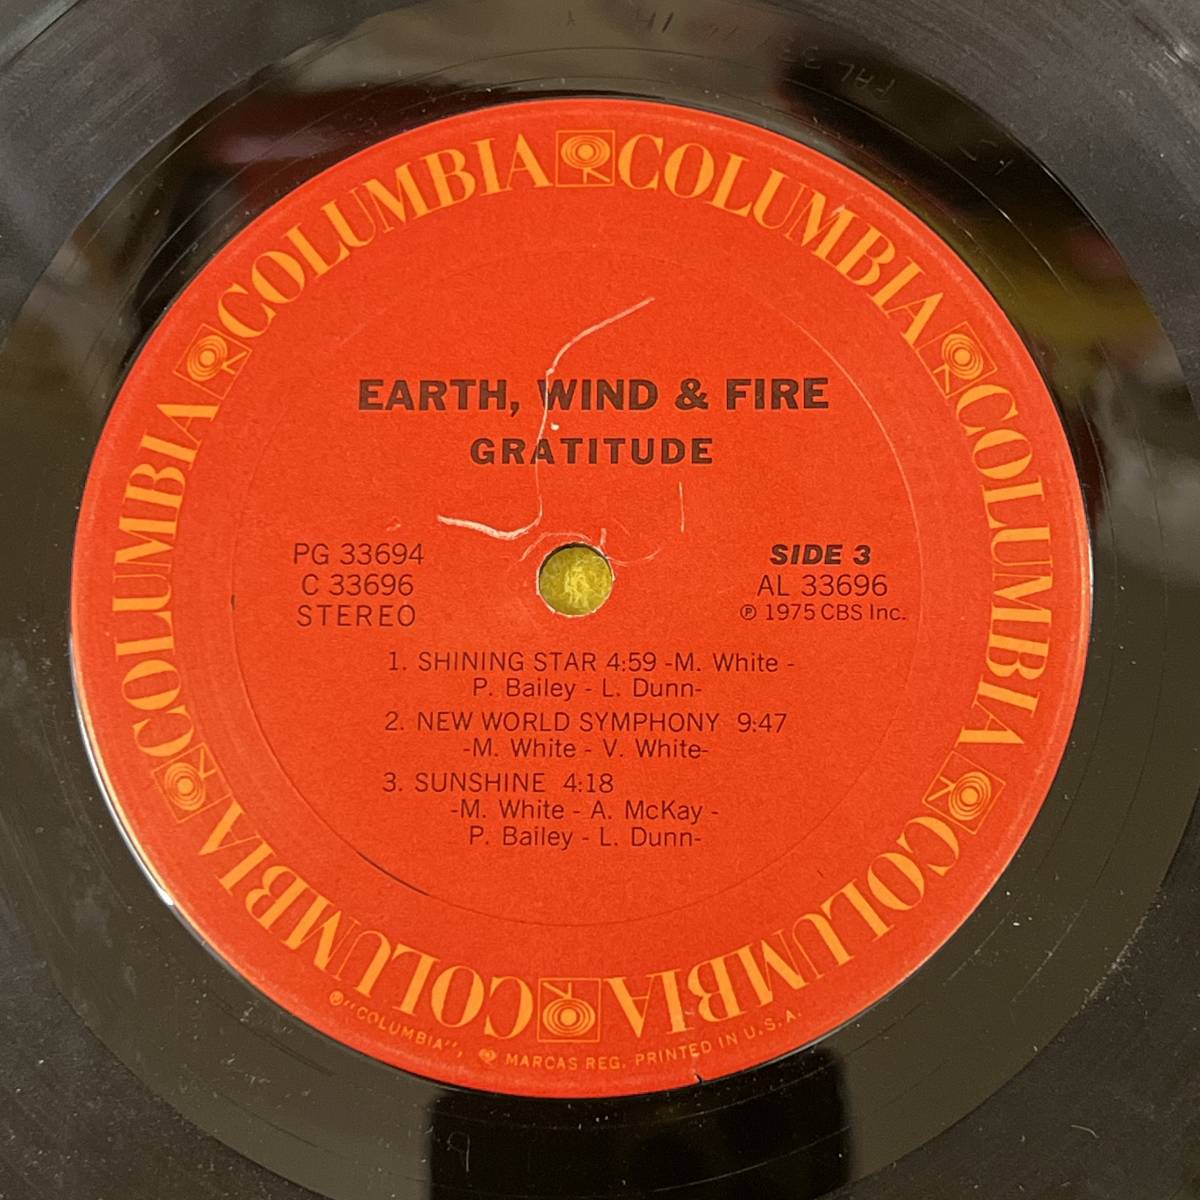 COLUMBIA COLUMBIA COLUMBIA COLUMBIA COLUMBIA COLUMBIA
EARTH, WIND & FIRE
GRATITUDE
PG 33694
C 33696
STEREO
SIDE 3
AL 33696
℗ 1975 CBS Inc.
1. SHINING STAR 4:59 -M. White -
P. Bailey - L. Dunn-
2. NEW WORLD SYMPHONY 9:47
-M. White - V. White-
3. SUNSHINE 4:18
-M. White - A. McKay -
P. Bailey - L. Dunn-
®"COLUMBIA", MARCAS REG. PRINTED IN U.S.A.